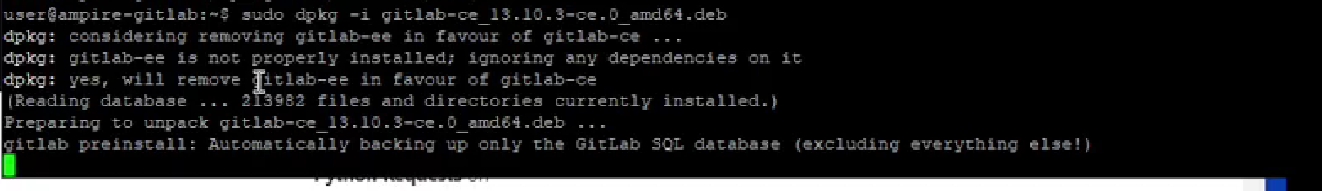 user@ampire-gitlab:~$ sudo dpkg -i gitlab-ce_13.10.3-ce.0_amd64.deb
dpkg: considering removing gitlab-ee in favour of gitlab-ce ...
dpkg: gitlab-ee is not properly installed; ignoring any dependencies on it
dpkg: yes, will remove gitlab-ee in favour of gitlab-ce
(Reading database ... 213982 files and directories currently installed.)
Preparing to unpack gitlab-ce_13.10.3-ce.0_amd64.deb ...
gitlab preinstall: Automatically backing up only the GitLab SQL database (excluding everything else!)
Python Requests